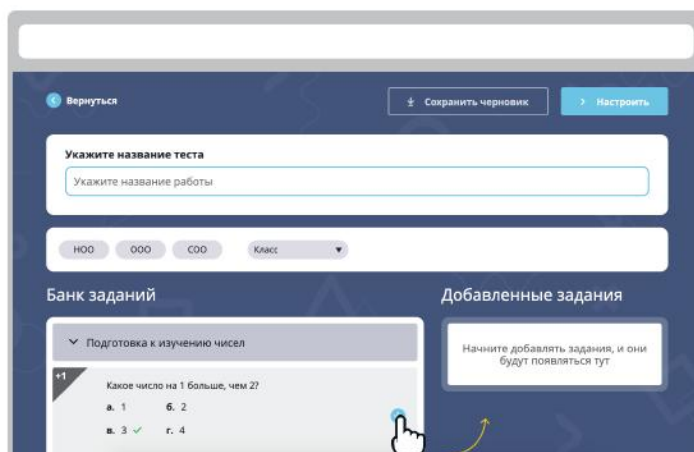 Вернуться
Сохранить черновик
Настроить
Укажите название теста
Укажите название работы
НОО ООО СОО Класс
Банк заданий
Добавленные задания
Подготовка к изучению чисел
Начните добавлять задания, и они
будут появляться тут
+1
Какое число на 1 больше, чем 2?
а. 1 б. 2
в. 3 г. 4